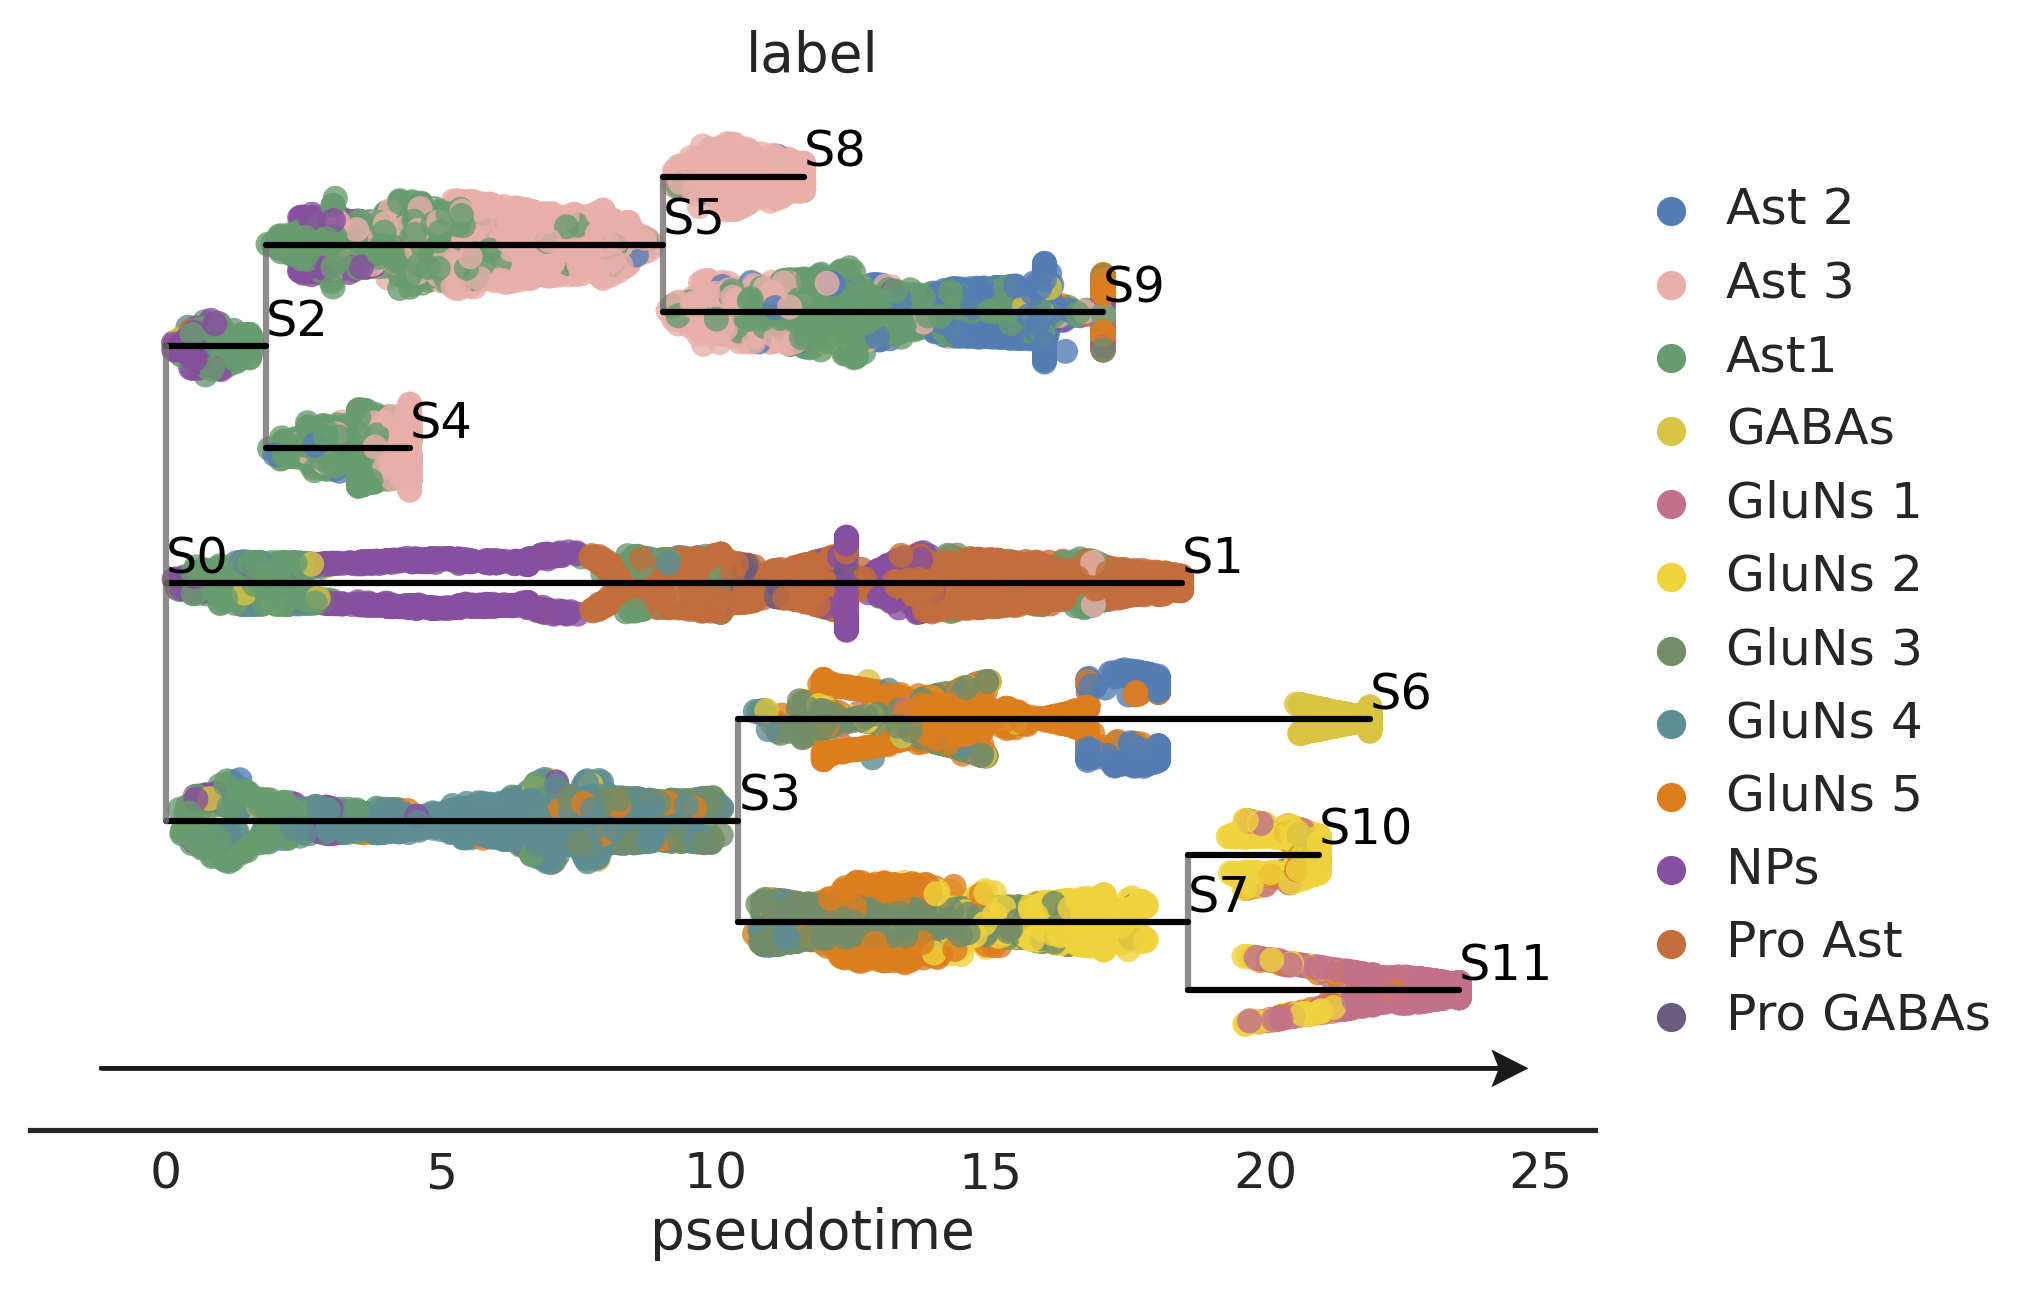 label
S8
S5
S9
S2
S4
S0
S1
S6
S3
S10
S7
S11
Ast 2
Ast 3
Ast1
GABAs
GluNs 1
GluNs 2
GluNs 3
GluNs 4
GluNs 5
NPs
Pro Ast
Pro GABAs
0 5 10 15 20 25
pseudotime